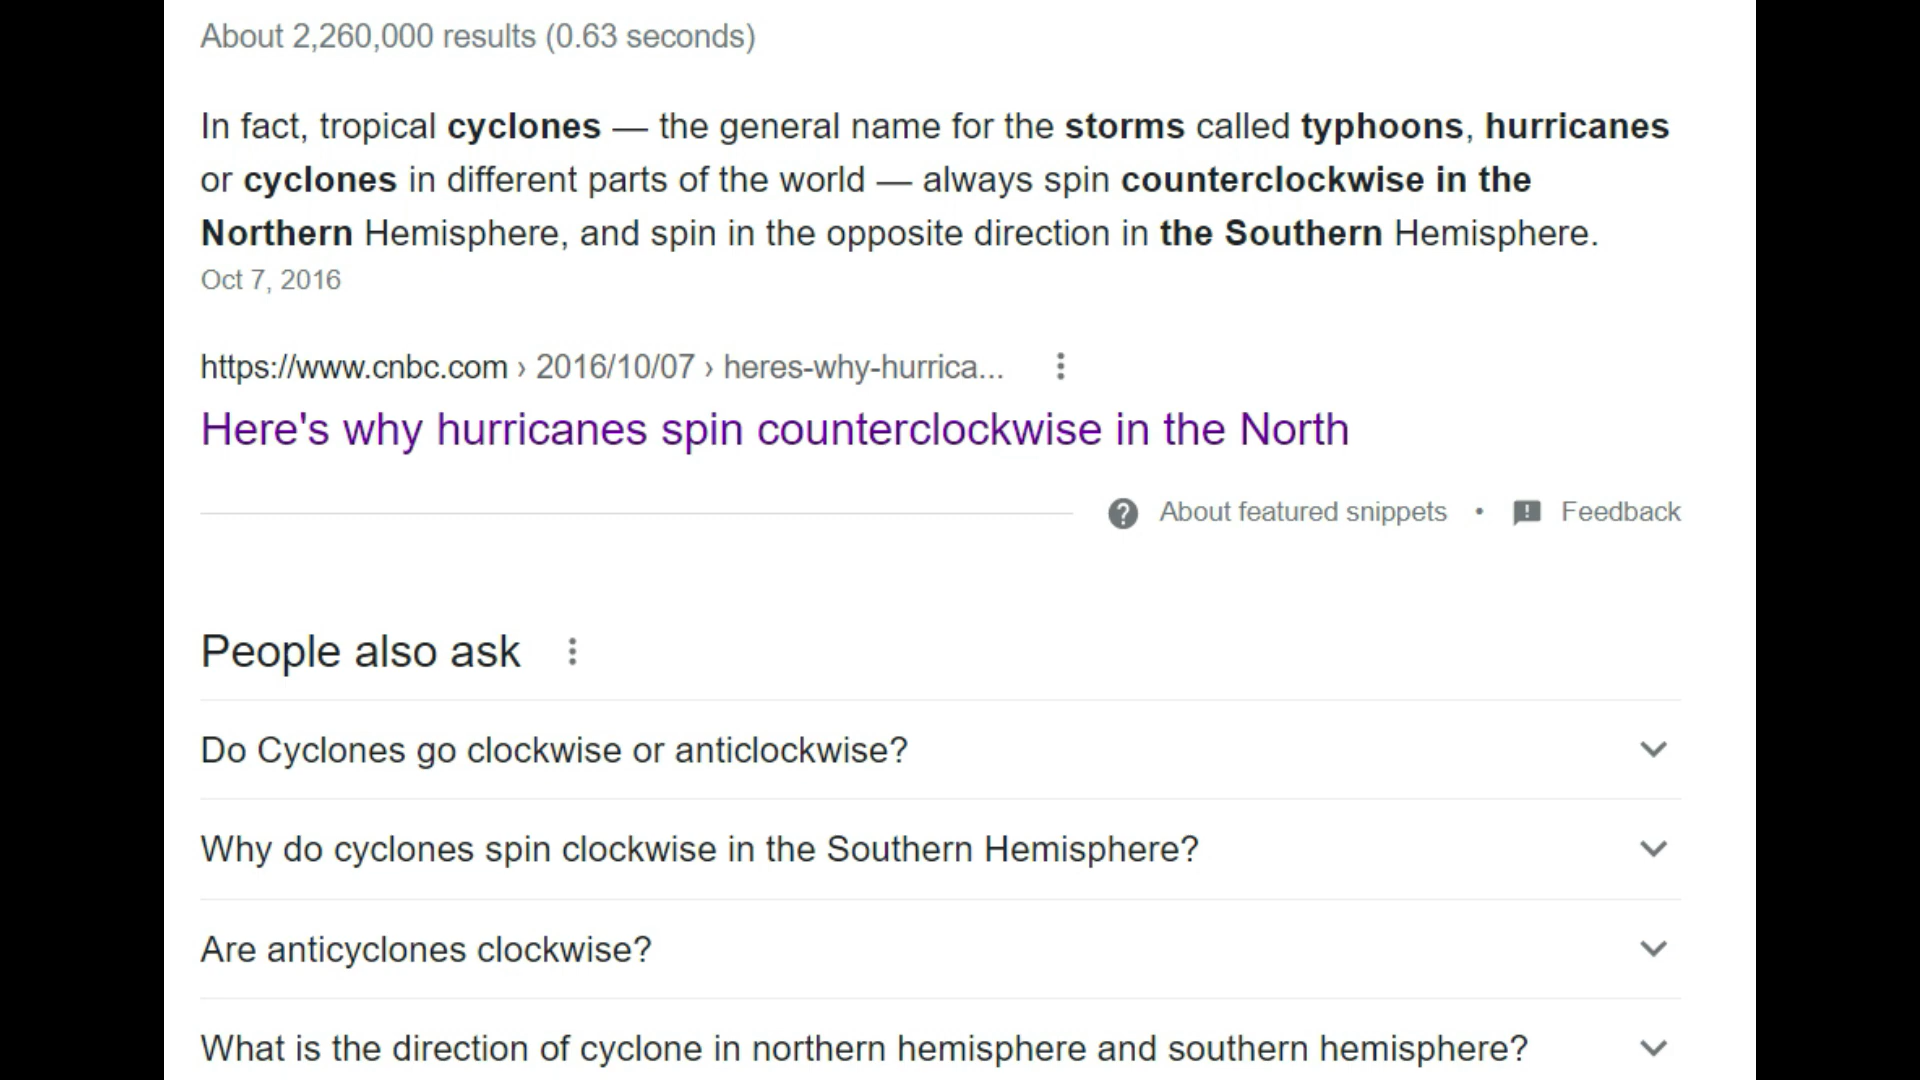 About 2,260,000 results (0.63 seconds)
In fact, tropical cyclones — the general name for the storms called typhoons, hurricanes
or cyclones in different parts of the world — always spin counterclockwise in the
Northern Hemisphere, and spin in the opposite direction in the Southern Hemisphere.
Oct 7, 2016
https://www.cnbc.com › 2016/10/07 › heres-why-hurrica...
Here's why hurricanes spin counterclockwise in the North
About featured snippets • Feedback
People also ask
Do Cyclones go clockwise or anticlockwise?
Why do cyclones spin clockwise in the Southern Hemisphere?
Are anticyclones clockwise?
What is the direction of cyclone in northern hemisphere and southern hemisphere?